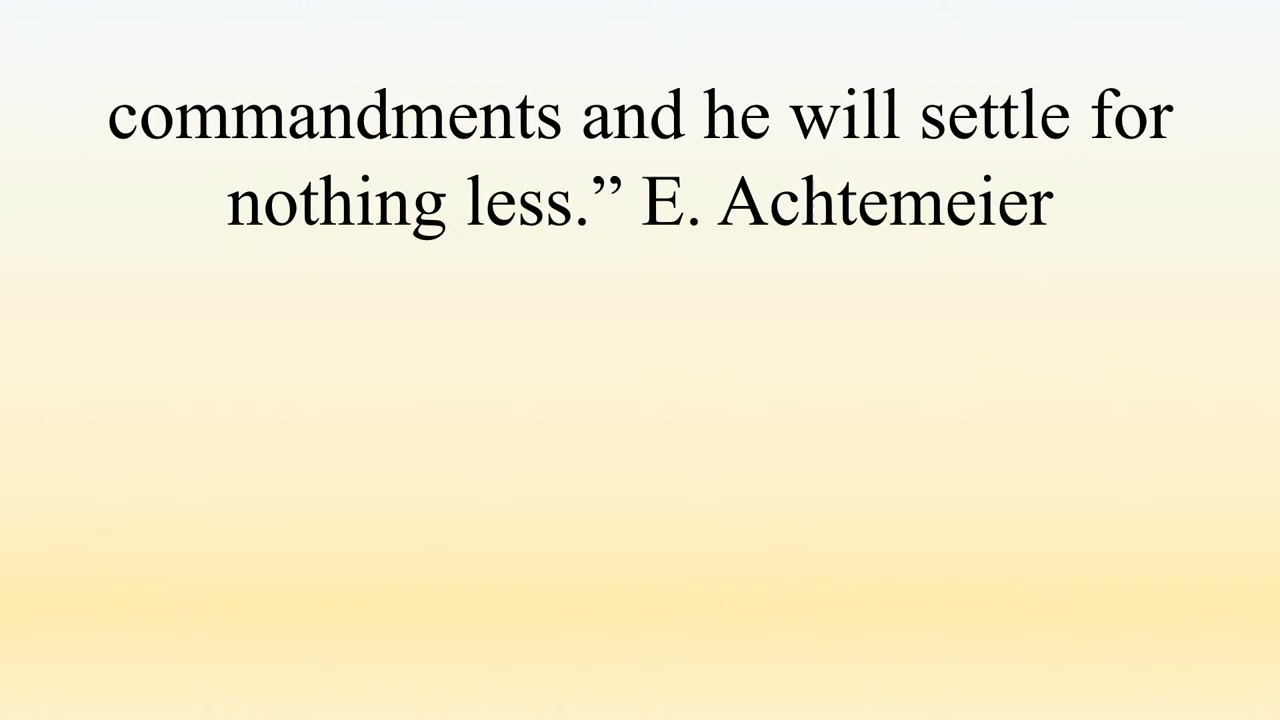 commandments and he will settle for
nothing less.” E. Achtemeier